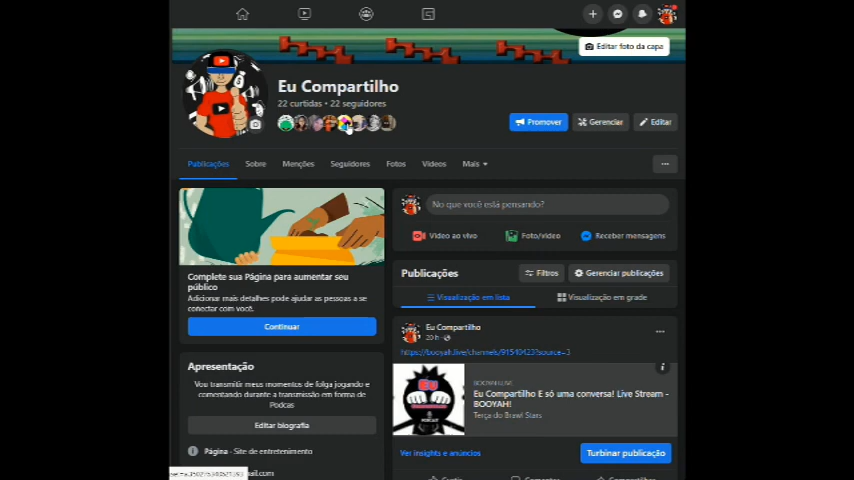 Editar foto da capa
Eu Compartilho
22 curtidas • 22 seguidores
Promover
Gerenciar
Editar
Publicações Sobre Menções Seguidores Fotos Vídeos Mais
Complete sua Página para aumentar seu
público
Adicionar mais detalhes pode ajudar as pessoas a se
conectar com você.
Continuar
Apresentação
Vou transmitir meus momentos de folga jogando e
comentando durante a transmissão em forma de
Podcas
Editar biografia
Página · Site de entretenimento
mail.com
No que você está pensando?
Vídeo ao vivo
Foto/vídeo
Receber mensagens
Publicações
Filtros
Gerenciar publicações
Visualização em lista
Visualização em grade
Eu Compartilho
20 h
BOOYAH.LIVE
Eu Compartilho E só uma conversa! Live Stream -
BOOYAH!
Terça do Brawl Stars
Ver insights e anúncios
Turbinar publicação